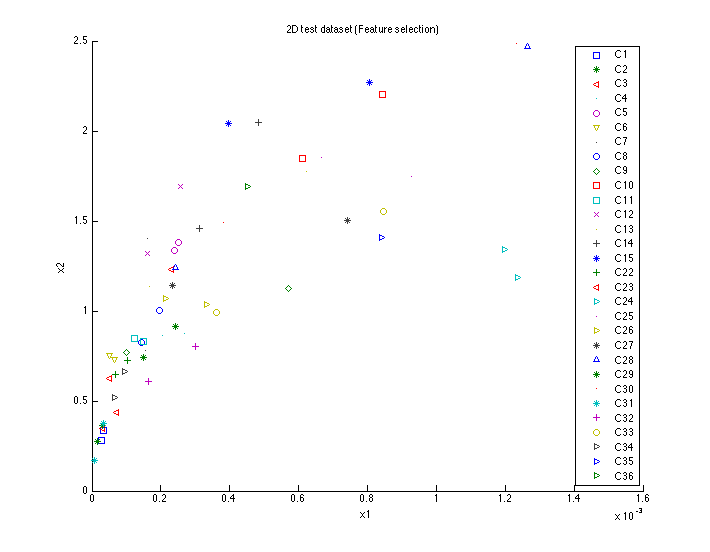 2D test dataset (Feature selection)
2.5
2
1.5
1
0.5
0
x2
0
0.2
0.4
0.6
0.8
1
1.2
1.4
1.6
x1
x 10⁻³
C1
C2
C3
C4
C5
C6
C7
C8
C9
C10
C11
C12
C13
C14
C15
C22
C23
C24
C25
C26
C27
C28
C29
C30
C31
C32
C33
C34
C35
C36